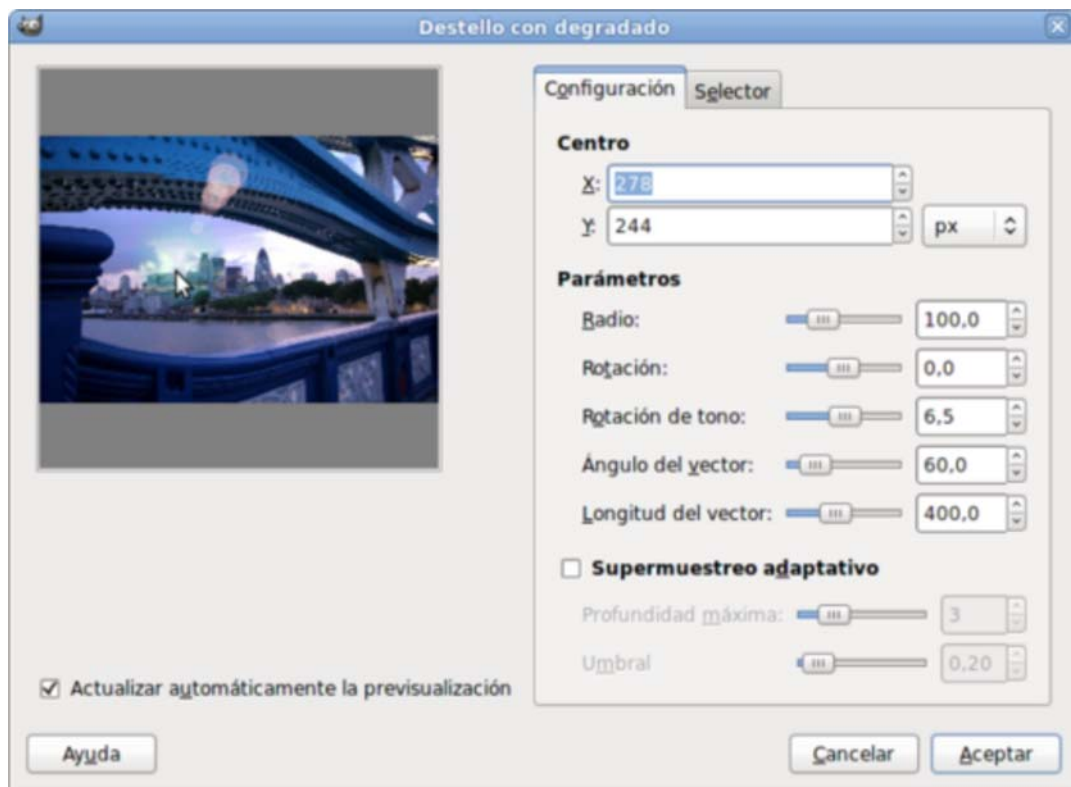 Destello con degradado
Configuración
Selector
Centro
X: 278
Y: 244 px
Parámetros
Radio: 100,0
Rotación: 0,0
Rotación de tono: 6,5
Ángulo del vector: 60,0
Longitud del vector: 400,0
Supermuestreo adaptativo
Profundidad máxima: 3
Umbral 0,20
Actualizar automáticamente la previsualización
Ayuda
Cancelar
Aceptar